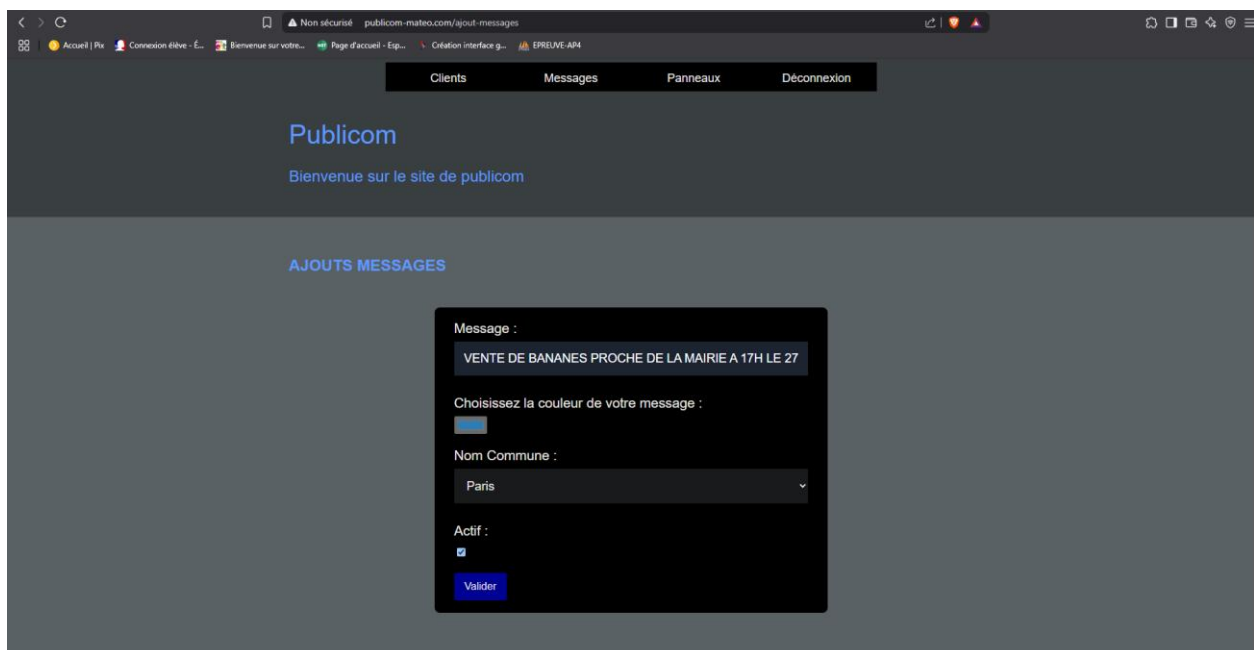 Non sécurisé publicom-mateo.com/ajout-messages
Accueil | Pix Connexion élève - É... Bienvenue sur votre... Page d'accueil - Esp... Création interface g... EPREUVE-AP4
Clients Messages Panneaux Déconnexion
Publicom
Bienvenue sur le site de publicom
AJOUTS MESSAGES
Message :
VENTE DE BANANES PROCHE DE LA MAIRIE A 17H LE 27
Choisissez la couleur de votre message :
Nom Commune :
Paris
Actif :
Valider